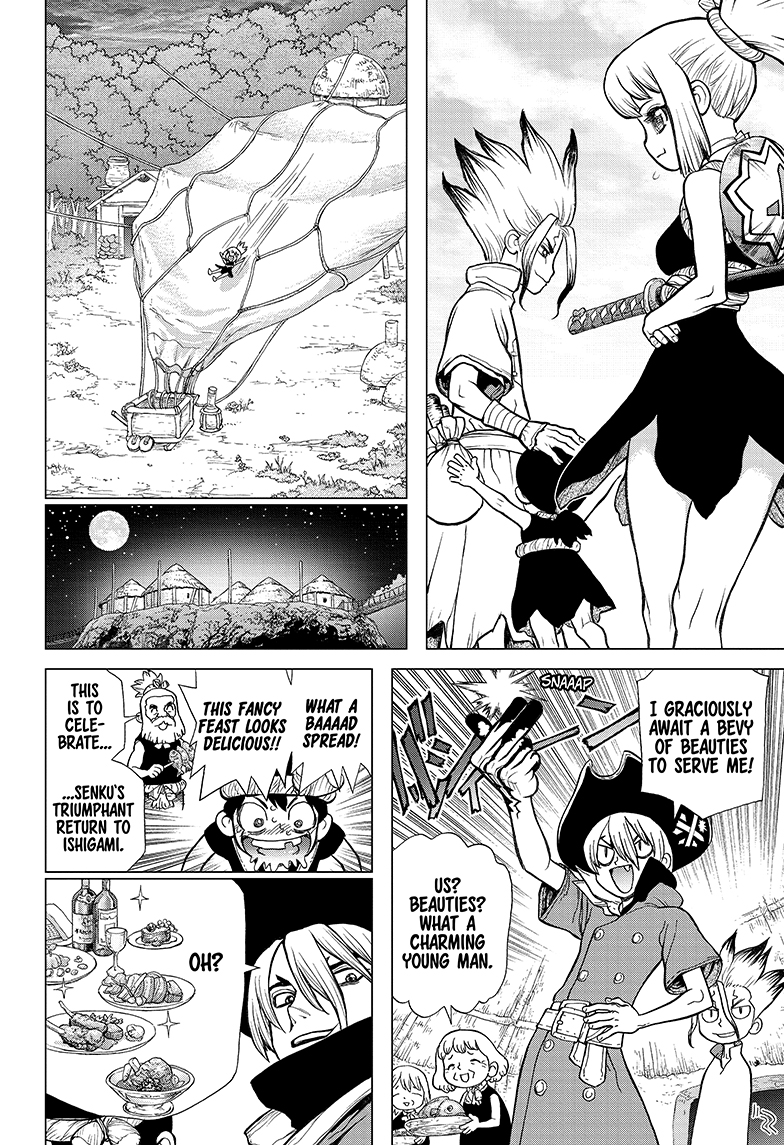 SNAAAP
I GRACIOUSLY
AWAIT A BEVY
OF BEAUTIES
TO SERVE ME!
US?
BEAUTIES?
WHAT A
CHARMING
YOUNG MAN.
WHAT A
BAAAAD
SPREAD!
THIS FANCY
FEAST LOOKS
DELICIOUS!!
THIS
IS TO
CELE-
BRATE...
...SENKU'S
TRIUMPHANT
RETURN TO
ISHIGAMI.
OH?